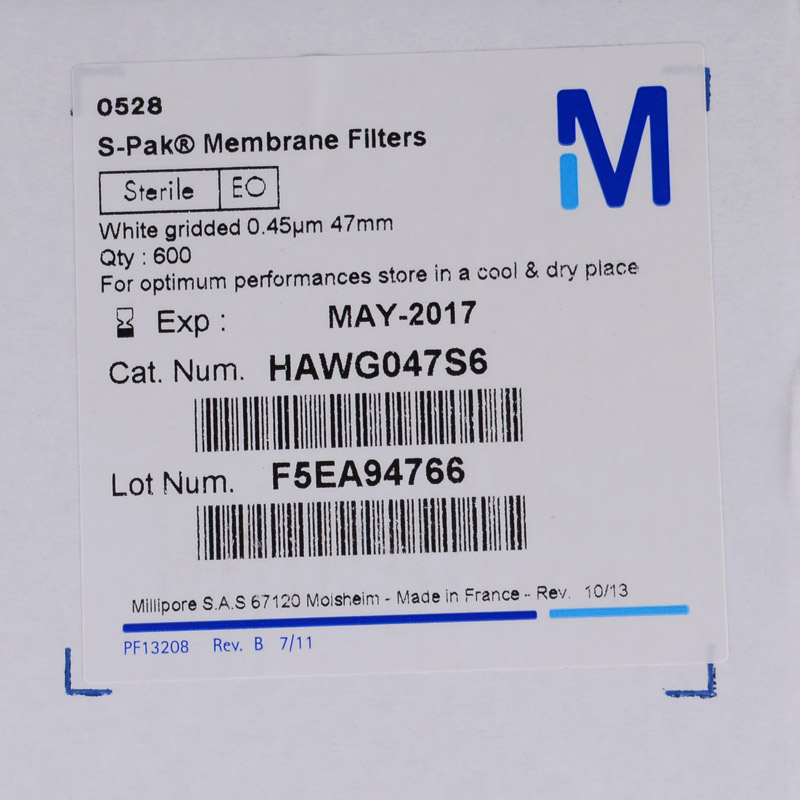 0528
S-Pak® Membrane Filters
Sterile EO
White gridded 0.45µm 47mm
Qty : 600
For optimum performances store in a cool & dry place
Exp : MAY-2017
Cat. Num. HAWG047S6
Lot Num. F5EA94766
Millipore S.A.S 67120 Molsheim - Made in France - Rev. 10/13
PF13208 Rev. B 7/11
M